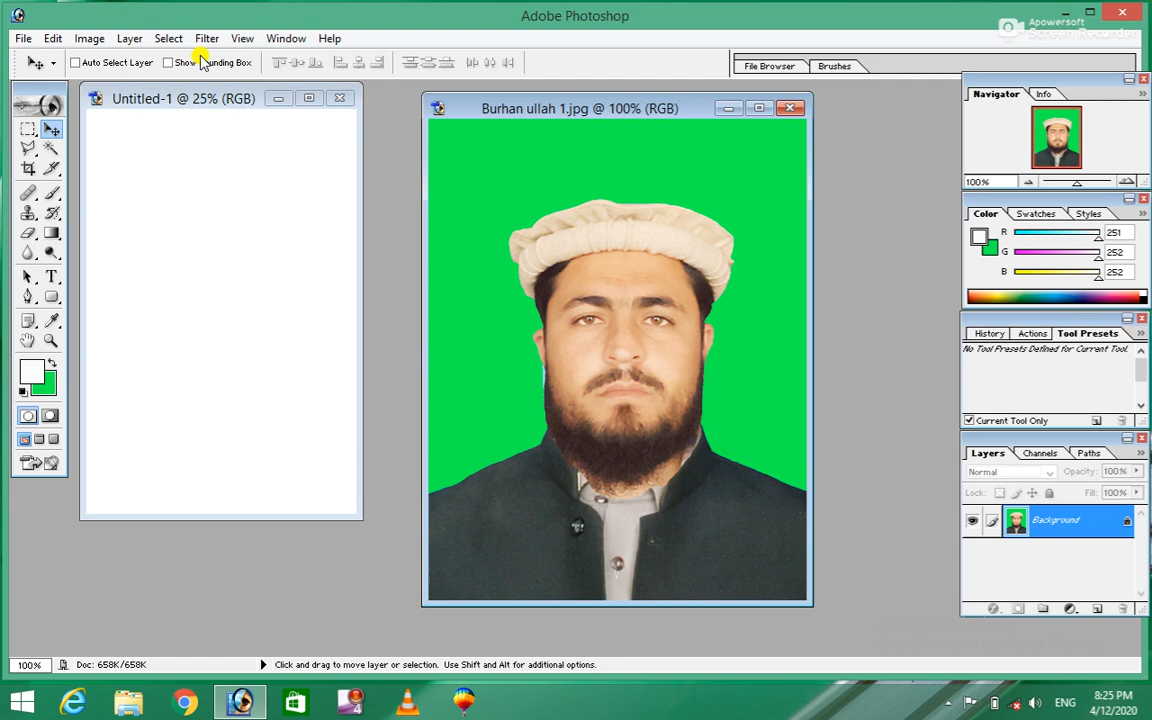 Adobe Photoshop
Apowersoft
Screen Recorder
File Edit Image Layer Select Filter View Window Help
Auto Select Layer Show Bounding Box
File Browser Brushes
Untitled-1 @ 25% (RGB)
Burhan ullah 1.jpg @ 100% (RGB)
Navigator Info
100%
Color Swatches Styles
R 251
G 252
B 252
History Actions Tool Presets
No Tool Presets Defined for Current Tool.
Current Tool Only
Layers Channels Paths
Normal Opacity: 100%
Lock: Fill: 100%
Background
100% Doc: 658K/658K Click and drag to move layer or selection. Use Shift and Alt for additional options.
4
ENG
8:25 PM
4/12/2020